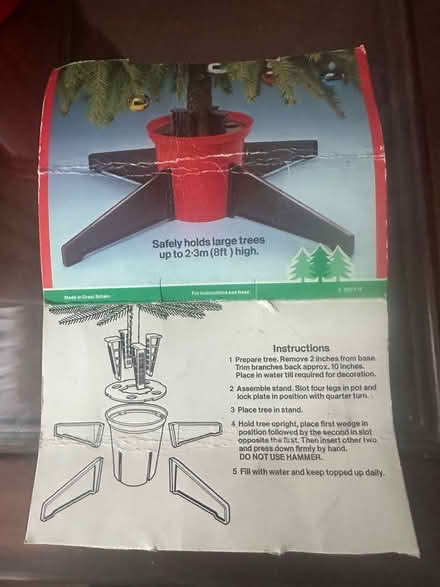 Safely holds large trees
up to 2·3m (8ft ) high.
Made in Great Britain
For instructions see
Instructions
1 Prepare tree. Remove 2 inches from base.
Trim branches back approx. 10 inches.
Place in water till required for decoration.
2 Assemble stand. Slot four legs in pot and
lock plate in position with quarter turn.
3 Place tree in stand.
4 Hold tree upright, place first wedge in
position followed by the second in slot
opposite the first. Then insert other two
and press down firmly by hand.
DO NOT USE HAMMER.
5 Fill with water and keep topped up daily.